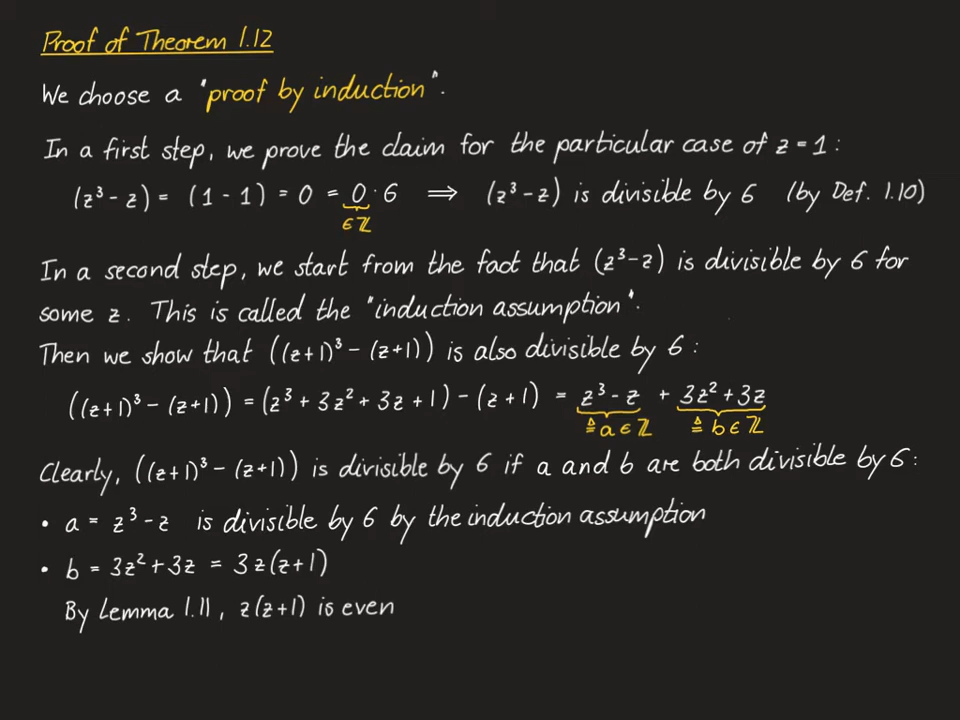 Proof of Theorem 1.12
We choose a "proof by induction".
In a first step, we prove the claim for the particular case of z = 1 :
(z³ - z) = (1 - 1) = 0 = 0 · 6 ⟹ (z³ - z) is divisible by 6 (by Def. 1.10)
∈ ℤ
In a second step, we start from the fact that (z³ - z) is divisible by 6 for
some z. This is called the "induction assumption".
Then we show that ((z+1)³ - (z+1)) is also divisible by 6 :
((z+1)³ - (z+1)) = (z³ + 3z² + 3z + 1) - (z + 1) = z³ - z + 3z² + 3z
≙ a ∈ ℤ ≙ b ∈ ℤ
Clearly, ((z+1)³ - (z+1)) is divisible by 6 if a and b are both divisible by 6 :
• a = z³ - z is divisible by 6 by the induction assumption
• b = 3z² + 3z = 3z(z+1)
By Lemma 1.11, z(z+1) is even